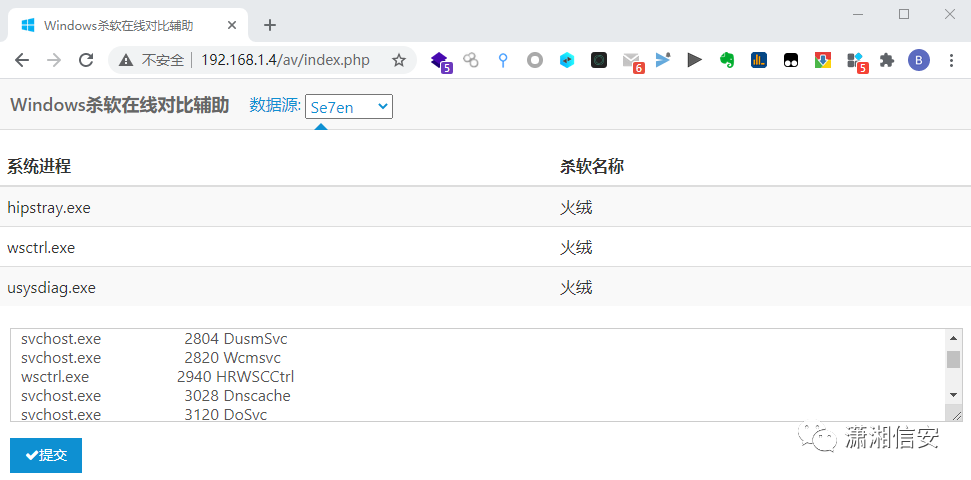 Windows杀软在线对比辅助
不安全 | 192.168.1.4/av/index.php
5
6
5
B
Windows杀软在线对比辅助 数据源: Se7en
系统进程 杀软名称
hipstray.exe 火绒
wsctrl.exe 火绒
usysdiag.exe 火绒
svchost.exe 2804 DusmSvc
svchost.exe 2820 Wcmsvc
wsctrl.exe 2940 HRWSCCtrl
svchost.exe 3028 Dnscache
svchost.exe 3120 DoSvc
提交
潇湘信安